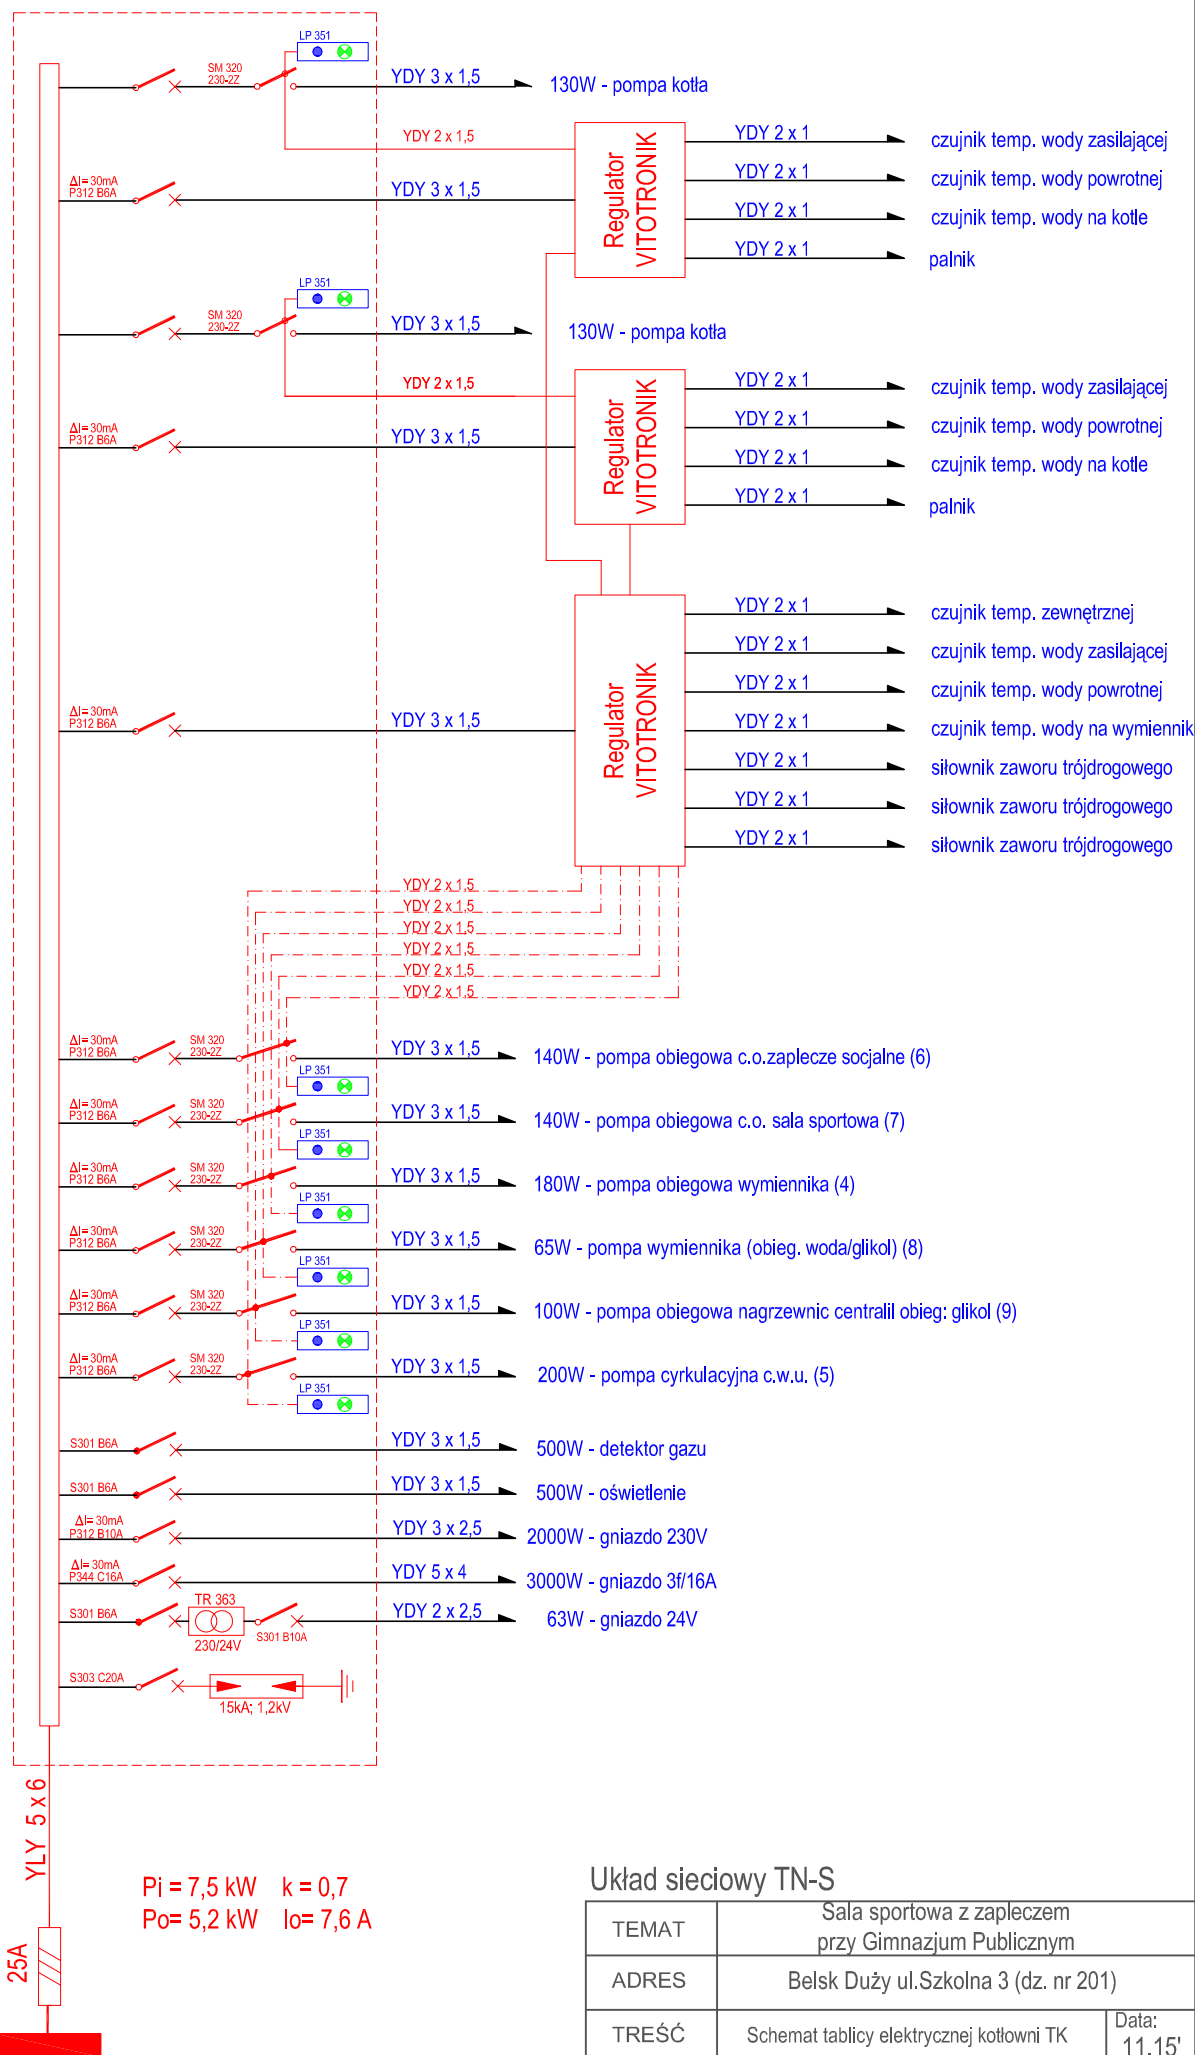 LP 351
SM 320
230-2Z
YDY 3 x 1,5
130W - pompa kotła
YDY 2 x 1,5
Regulator
VITOTRONIK
YDY 2 x 1
czujnik temp. wody zasilającej
ΔI= 30mA
P312 B6A
YDY 3 x 1,5
YDY 2 x 1
czujnik temp. wody powrotnej
YDY 2 x 1
czujnik temp. wody na kotle
YDY 2 x 1
palnik
LP 351
SM 320
230-2Z
YDY 3 x 1,5
130W - pompa kotła
YDY 2 x 1,5
Regulator
VITOTRONIK
YDY 2 x 1
czujnik temp. wody zasilającej
ΔI= 30mA
P312 B6A
YDY 3 x 1,5
YDY 2 x 1
czujnik temp. wody powrotnej
YDY 2 x 1
czujnik temp. wody na kotle
YDY 2 x 1
palnik
YDY 2 x 1
czujnik temp. zewnętrznej
YDY 2 x 1
czujnik temp. wody zasilającej
YDY 2 x 1
czujnik temp. wody powrotnej
ΔI= 30mA
P312 B6A
YDY 3 x 1,5
Regulator
VITOTRONIK
YDY 2 x 1
czujnik temp. wody na wymiennik
YDY 2 x 1
siłownik zaworu trójdrogowego
YDY 2 x 1
siłownik zaworu trójdrogowego
YDY 2 x 1
siłownik zaworu trójdrogowego
YDY 2 x 1,5
YDY 2 x 1,5
YDY 2 x 1,5
YDY 2 x 1,5
YDY 2 x 1,5
YDY 2 x 1,5
ΔI= 30mA
P312 B6A
SM 320
230-2Z
YDY 3 x 1,5
140W - pompa obiegowa c.o.zaplecze socjalne (6)
LP 351
ΔI= 30mA
P312 B6A
SM 320
230-2Z
YDY 3 x 1,5
140W - pompa obiegowa c.o. sala sportowa (7)
LP 351
ΔI= 30mA
P312 B6A
SM 320
230-2Z
YDY 3 x 1,5
180W - pompa obiegowa wymiennika (4)
LP 351
ΔI= 30mA
P312 B6A
SM 320
230-2Z
YDY 3 x 1,5
65W - pompa wymiennika (obieg. woda/glikol) (8)
LP 351
ΔI= 30mA
P312 B6A
SM 320
230-2Z
YDY 3 x 1,5
100W - pompa obiegowa nagrzewnic centralil obieg: glikol (9)
LP 351
ΔI= 30mA
P312 B6A
SM 320
230-2Z
YDY 3 x 1,5
200W - pompa cyrkulacyjna c.w.u. (5)
LP 351
S301 B6A
YDY 3 x 1,5
500W - detektor gazu
S301 B6A
YDY 3 x 1,5
500W - oświetlenie
ΔI= 30mA
P312 B10A
YDY 3 x 2,5
2000W - gniazdo 230V
ΔI= 30mA
P344 C16A
YDY 5 x 4
3000W - gniazdo 3f/16A
S301 B6A
TR 363
230/24V
S301 B10A
YDY 2 x 2,5
63W - gniazdo 24V
S303 C20A
15kA; 1,2kV
YLY 5 x 6
25A
Pi = 7,5 kW k = 0,7
Po= 5,2 kW Io= 7,6 A
Układ sieciowy TN-S
TEMAT
Sala sportowa z zapleczem
przy Gimnazjum Publicznym
ADRES
Belsk Duży ul.Szkolna 3 (dz. nr 201)
TREŚĆ
Schemat tablicy elektrycznej kotłowni TK
Data:
11.15'